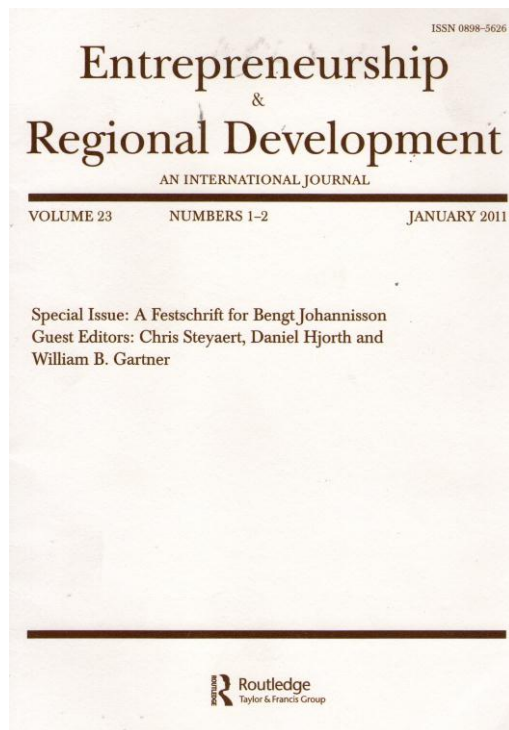 ISSN 0898–5626
Entrepreneurship
&
Regional Development
AN INTERNATIONAL JOURNAL
VOLUME 23 NUMBERS 1–2 JANUARY 2011
Special Issue: A Festschrift for Bengt Johannisson
Guest Editors: Chris Steyaert, Daniel Hjorth and
William B. Gartner
ROUTLEDGE
Routledge
Taylor & Francis Group